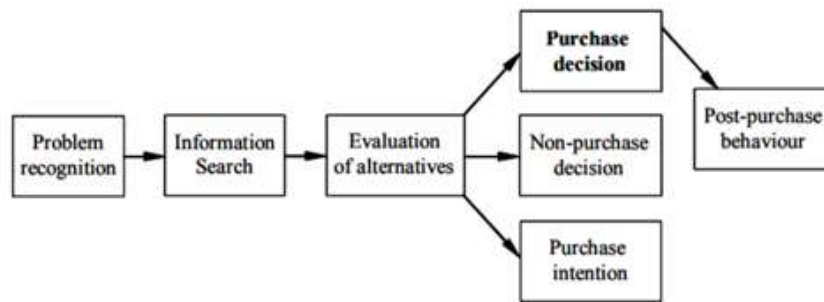 Purchase
decision
Problem
recognition
Information
Search
Evaluation
of alternatives
Non-purchase
decision
Post-purchase
behaviour
Purchase
intention